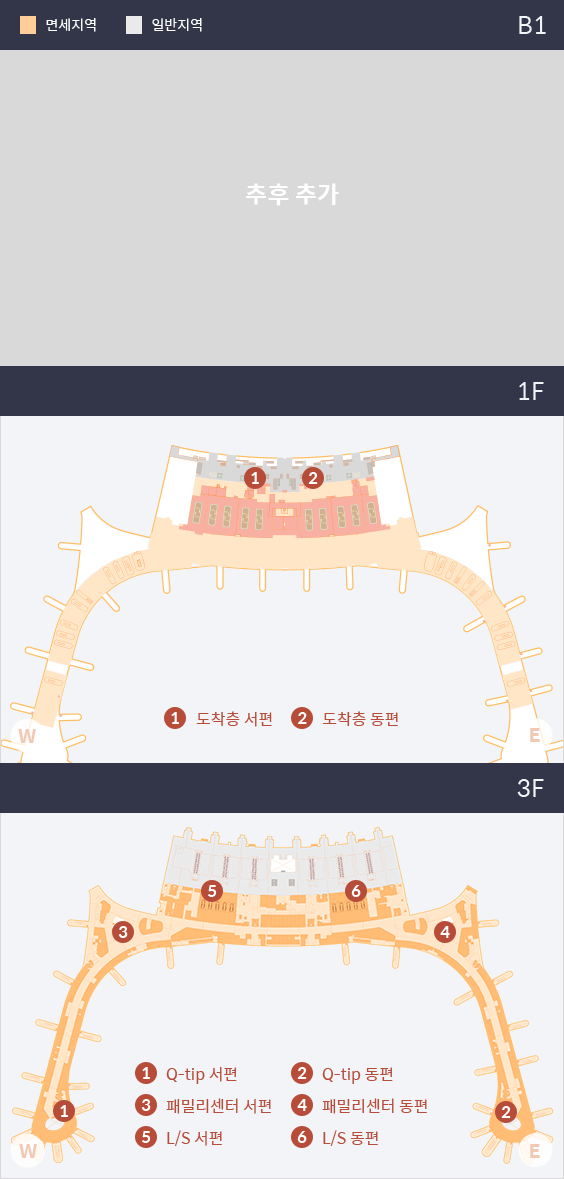 면세지역 일반지역 B1
추후 추가
1F
1 2
W E
1 도착층 서편 2 도착층 동편
3F
5 6
3 4
1 2
1 Q-tip 서편 2 Q-tip 동편
3 패밀리센터 서편 4 패밀리센터 동편
5 L/S 서편 6 L/S 동편
W E